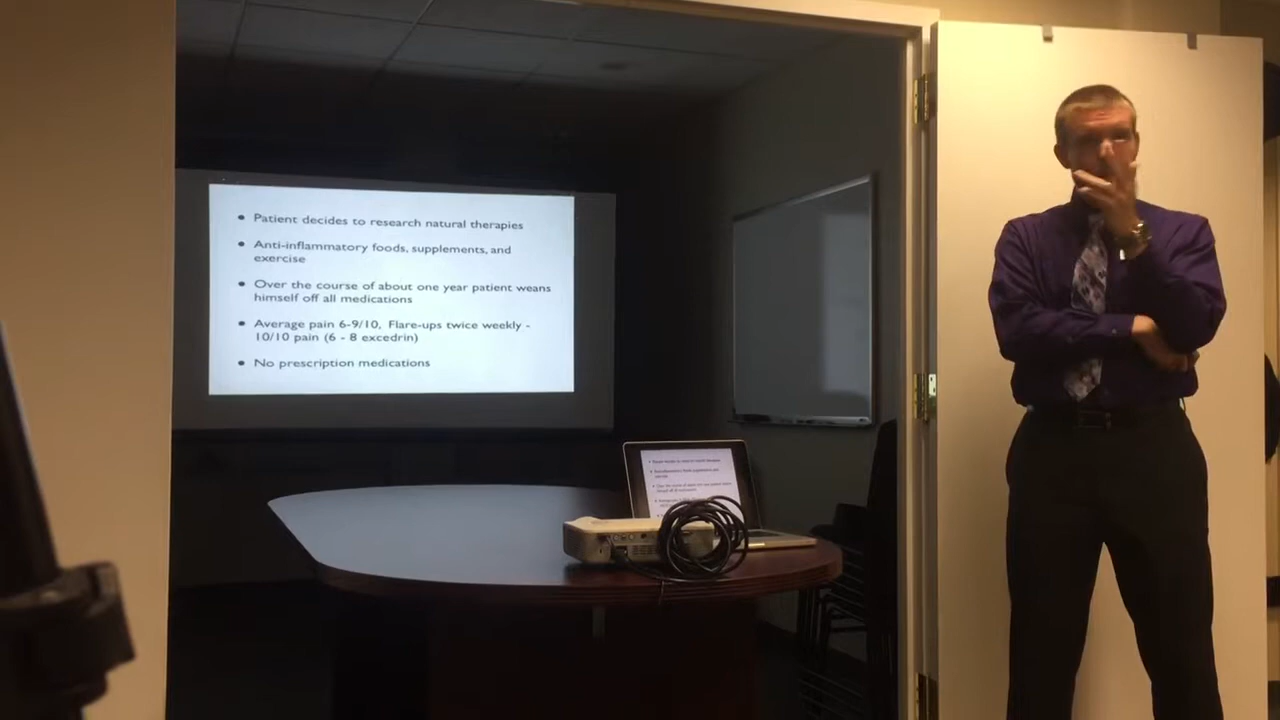 Patient decides to research natural therapies
Anti-inflammatory foods, supplements, and
exercise
Over the course of about one year patient weans
himself off all medications
Average pain 6-9/10, Flare-ups twice weekly -
10/10 pain (6 - 8 excedrin)
No prescription medications